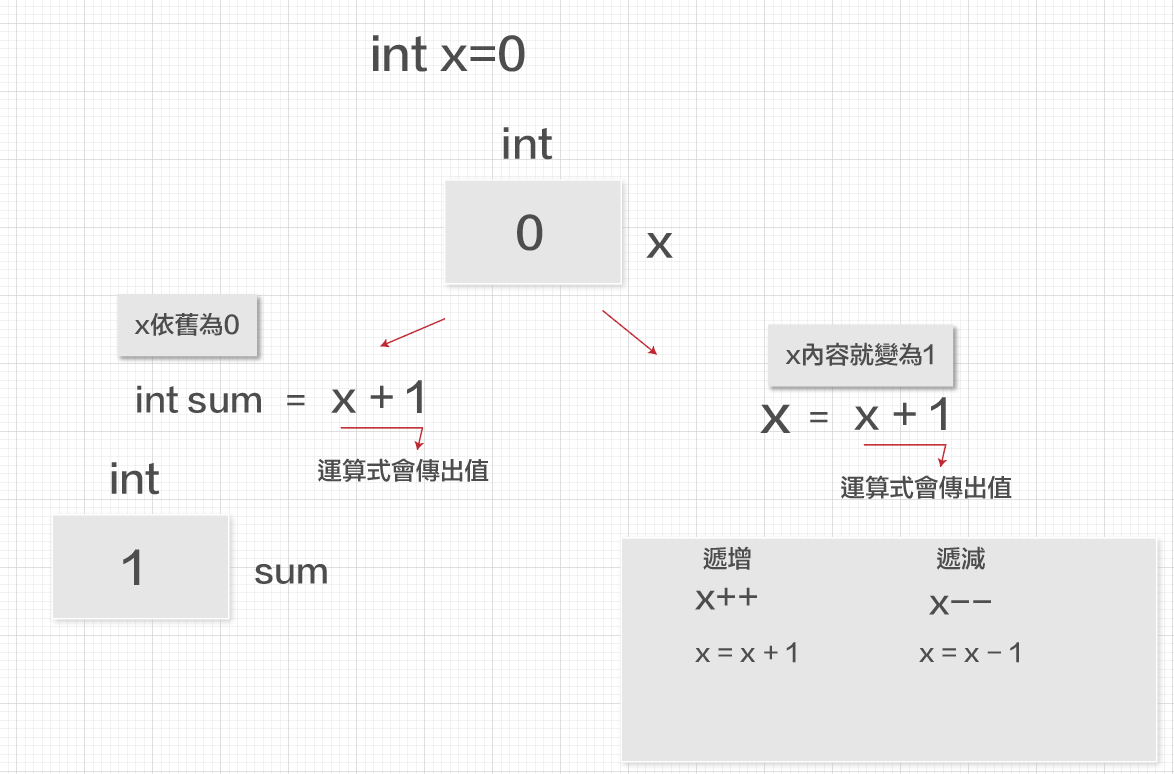 int x=0
int
0
x
x依舊為0
int sum = x + 1
運算式會傳出值
int
1
sum
x內容就變為1
x = x + 1
運算式會傳出值
遞增
x++
x = x + 1
遞減
x--
x = x - 1